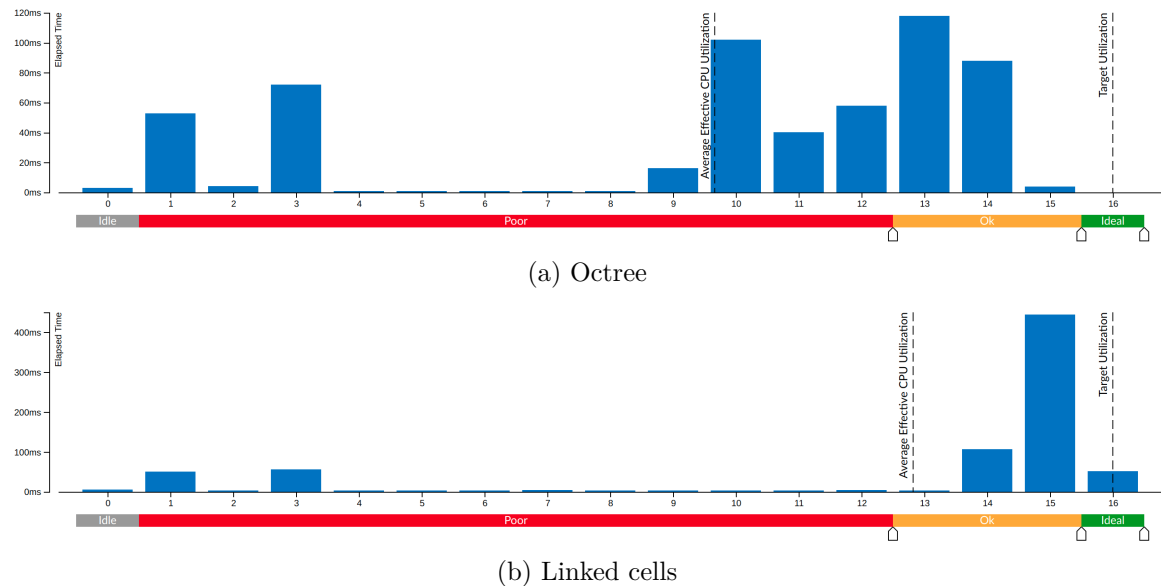 120ms
100ms
80ms
60ms
40ms
20ms
0ms
Elapsed Time
Average Effective CPU Utilization
Target Utilization
0 1 2 3 4 5 6 7 8 9 10 11 12 13 14 15 16
Idle Poor Ok Ideal
(a) Octree
400ms
300ms
200ms
100ms
0ms
Elapsed Time
Average Effective CPU Utilization
Target Utilization
0 1 2 3 4 5 6 7 8 9 10 11 12 13 14 15 16
Idle Poor Ok Ideal
(b) Linked cells